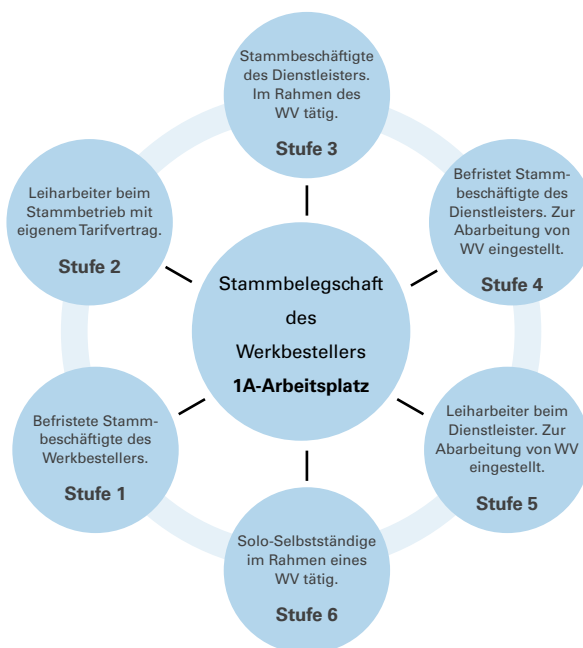 Stammbeschäftigte
des Dienstleisters.
Im Rahmen des
WV tätig.
Stufe 3
Leiharbeiter beim
Stammbetrieb mit
eigenem Tarifvertrag.
Stufe 2
Befristet Stamm-
beschäftigte des
Dienstleisters. Zur
Abarbeitung von
WV eingestellt.
Stufe 4
Stammbelegschaft
des
Werkbestellers
1A-Arbeitsplatz
Befristete Stamm-
beschäftigte des
Werkbestellers.
Stufe 1
Leiharbeiter beim
Dienstleister. Zur
Abarbeitung von WV
eingestellt.
Stufe 5
Solo-Selbstständige
im Rahmen eines
WV tätig.
Stufe 6